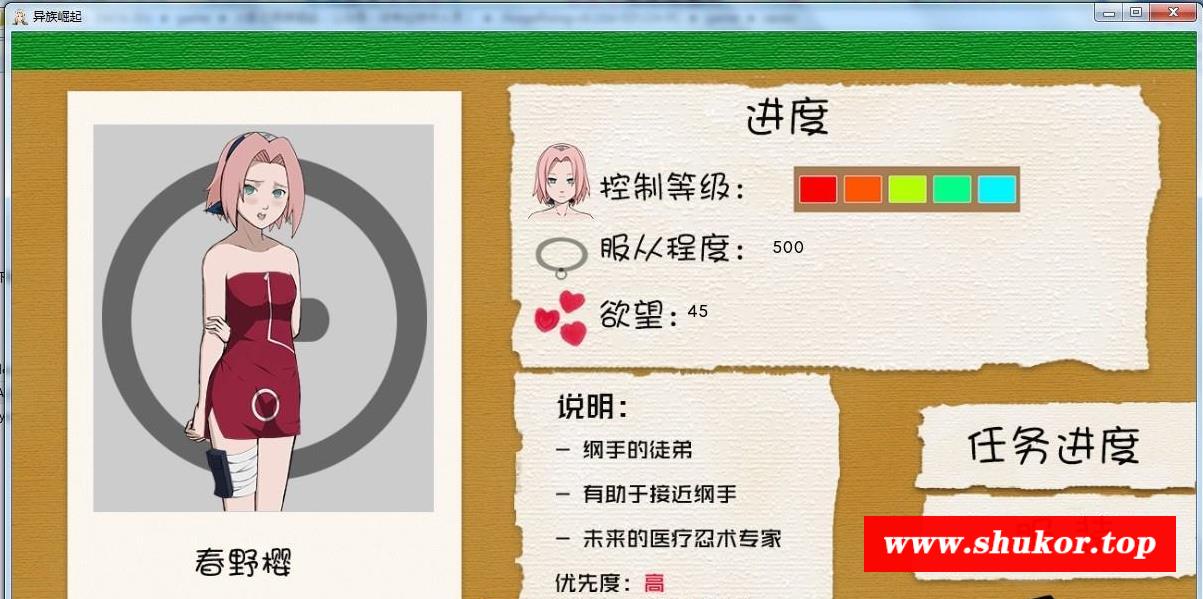 异族崛起
进度
控制等级：
服从程度： 500
欲望：45
说明：
– 纲手的徒弟
– 有助于接近纲手
– 未来的医疗忍术专家
优先度：高
任务进度
www.shukor.top
春野樱